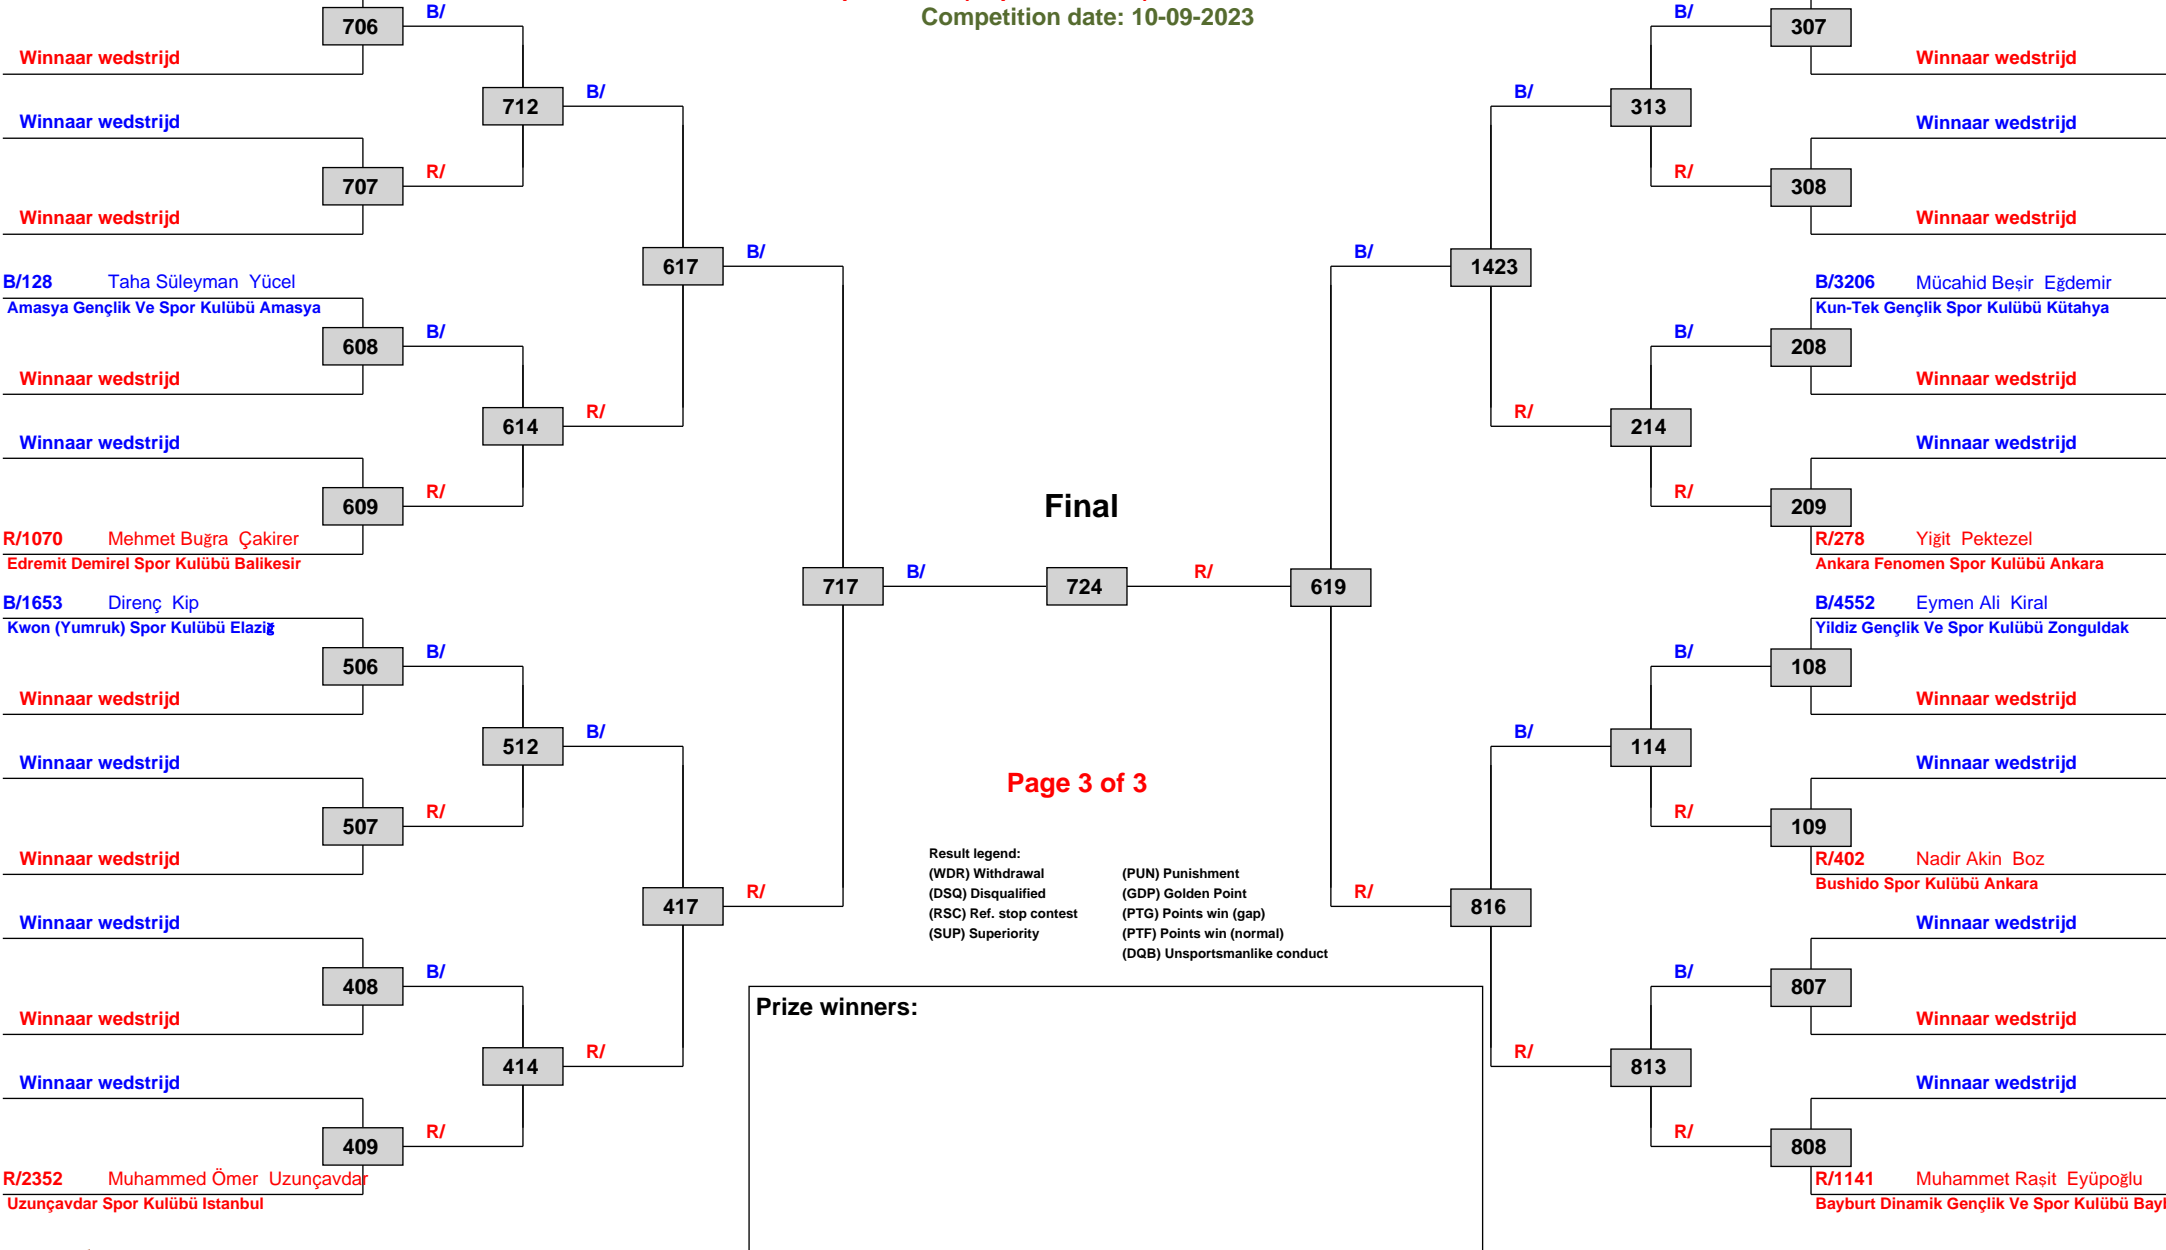 Competition date: 10-09-2023
706
B/
Winnaar wedstrijd
712
B/
Winnaar wedstrijd
707
R/
Winnaar wedstrijd
617
B/
B/128 Taha Süleyman Yücel
Amasya Gençlik Ve Spor Kulübü Amasya
608
B/
Winnaar wedstrijd
614
R/
Winnaar wedstrijd
609
R/
R/1070 Mehmet Buğra Çakirer
Edremit Demirel Spor Kulübü Balikesir
717
B/
B/1653 Direnç Kip
Kwon (Yumruk) Spor Kulübü Elaziğ
506
B/
Winnaar wedstrijd
512
B/
Winnaar wedstrijd
507
R/
Winnaar wedstrijd
417
R/
Winnaar wedstrijd
408
B/
Winnaar wedstrijd
414
R/
Winnaar wedstrijd
409
R/
R/2352 Muhammed Ömer Uzunçavdar
Uzunçavdar Spor Kulübü Istanbul
Final
724
R/
619
Page 3 of 3
Result legend:
(WDR) Withdrawal
(DSQ) Disqualified
(RSC) Ref. stop contest
(SUP) Superiority
(PUN) Punishment
(GDP) Golden Point
(PTG) Points win (gap)
(PTF) Points win (normal)
(DQB) Unsportsmanlike conduct
Prize winners:
B/
307
Winnaar wedstrijd
B/
313
Winnaar wedstrijd
R/
308
Winnaar wedstrijd
B/
1423
B/3206 Mücahid Beşir Eğdemir
Kun-Tek Gençlik Spor Kulübü Kütahya
B/
208
Winnaar wedstrijd
R/
214
Winnaar wedstrijd
R/
209
R/278 Yiğit Pektezel
Ankara Fenomen Spor Kulübü Ankara
B/4552 Eymen Ali Kiral
Yildiz Gençlik Ve Spor Kulübü Zonguldak
B/
108
Winnaar wedstrijd
B/
114
Winnaar wedstrijd
R/
109
R/402 Nadir Akin Boz
Bushido Spor Kulübü Ankara
R/
816
Winnaar wedstrijd
B/
807
Winnaar wedstrijd
R/
813
Winnaar wedstrijd
R/
808
R/1141 Muhammet Raşit Eyüpoğlu
Bayburt Dinamik Gençlik Ve Spor Kulübü